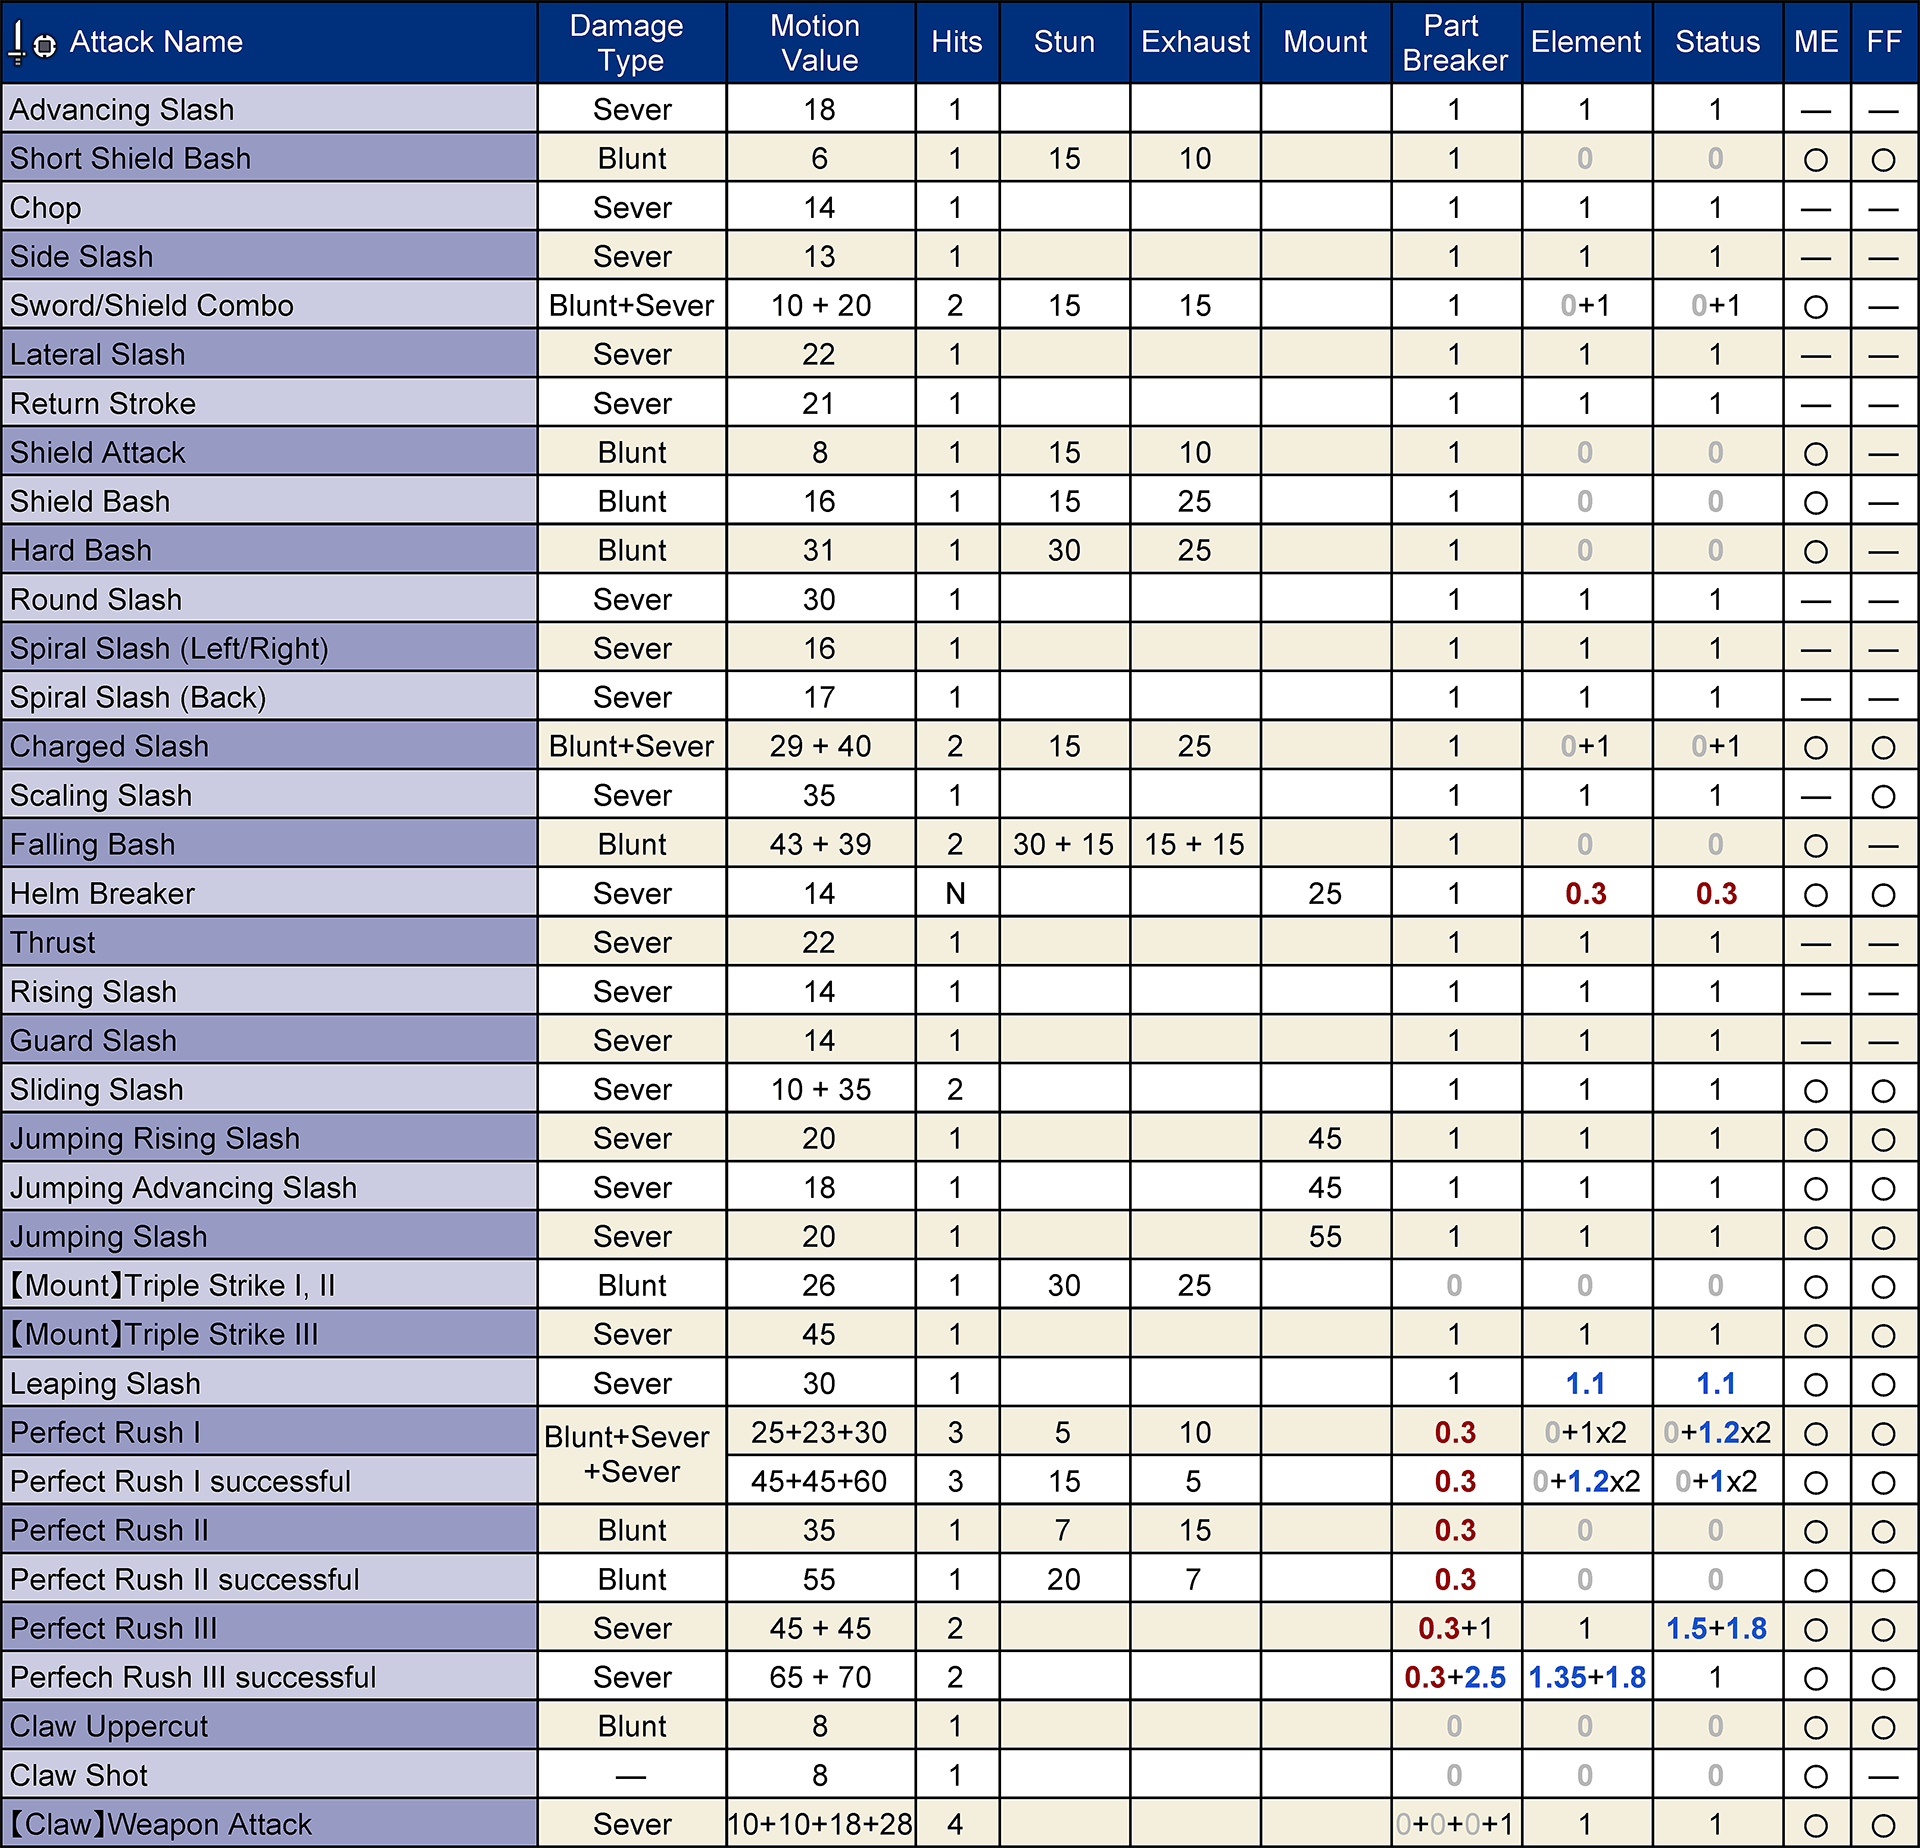 Attack Name Damage Type Motion Value Hits Stun Exhaust Mount Part Breaker Element Status ME FF
Advancing Slash Sever 18 1 1 1 1 — —
Short Shield Bash Blunt 6 1 15 10 1 0 0 ○ ○
Chop Sever 14 1 1 1 1 — —
Side Slash Sever 13 1 1 1 1 — —
Sword/Shield Combo Blunt+Sever 10 + 20 2 15 15 1 0+1 0+1 ○ —
Lateral Slash Sever 22 1 1 1 1 — —
Return Stroke Sever 21 1 1 1 1 — —
Shield Attack Blunt 8 1 15 10 1 0 0 ○ —
Shield Bash Blunt 16 1 15 25 1 0 0 ○ —
Hard Bash Blunt 31 1 30 25 1 0 0 ○ —
Round Slash Sever 30 1 1 1 1 — —
Spiral Slash (Left/Right) Sever 16 1 1 1 1 — —
Spiral Slash (Back) Sever 17 1 1 1 1 — —
Charged Slash Blunt+Sever 29 + 40 2 15 25 1 0+1 0+1 ○ ○
Scaling Slash Sever 35 1 1 1 1 — ○
Falling Bash Blunt 43 + 39 2 30 + 15 15 + 15 1 0 0 ○ —
Helm Breaker Sever 14 N 25 1 0.3 0.3 ○ ○
Thrust Sever 22 1 1 1 1 — —
Rising Slash Sever 14 1 1 1 1 — —
Guard Slash Sever 14 1 1 1 1 — —
Sliding Slash Sever 10 + 35 2 1 1 1 ○ ○
Jumping Rising Slash Sever 20 1 45 1 1 1 ○ ○
Jumping Advancing Slash Sever 18 1 45 1 1 1 ○ ○
Jumping Slash Sever 20 1 55 1 1 1 ○ ○
【Mount】Triple Strike I, II Blunt 26 1 30 25 0 0 0 ○ ○
【Mount】Triple Strike III Sever 45 1 1 1 1 ○ ○
Leaping Slash Sever 30 1 1 1.1 1.1 ○ ○
Perfect Rush I Blunt+Sever +Sever 25+23+30 3 5 10 0.3 0+1x2 0+1.2x2 ○ ○
Perfect Rush I successful 45+45+60 3 15 5 0.3 0+1.2x2 0+1x2 ○ ○
Perfect Rush II Blunt 35 1 7 15 0.3 0 0 ○ ○
Perfect Rush II successful Blunt 55 1 20 7 0.3 0 0 ○ ○
Perfect Rush III Sever 45 + 45 2 0.3+1 1 1.5+1.8 ○ ○
Perfech Rush III successful Sever 65 + 70 2 0.3+2.5 1.35+1.8 1 ○ ○
Claw Uppercut Blunt 8 1 0 0 0 ○ ○
Claw Shot — 8 1 0 0 0 ○ —
【Claw】Weapon Attack Sever 10+10+18+28 4 0+0+0+1 1 1 ○ ○